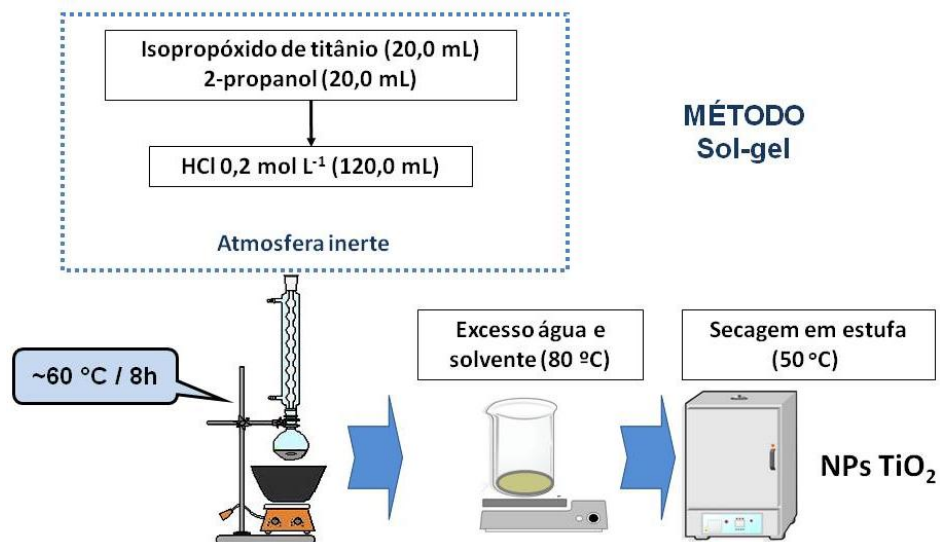 Isopropóxido de titânio (20,0 mL)
2-propanol (20,0 mL)
HCl 0,2 mol L⁻¹ (120,0 mL)
Atmosfera inerte
MÉTODO
Sol-gel
~60 °C / 8h
Excesso água e
solvente (80 ºC)
Secagem em estufa
(50 °C)
NPs TiO₂